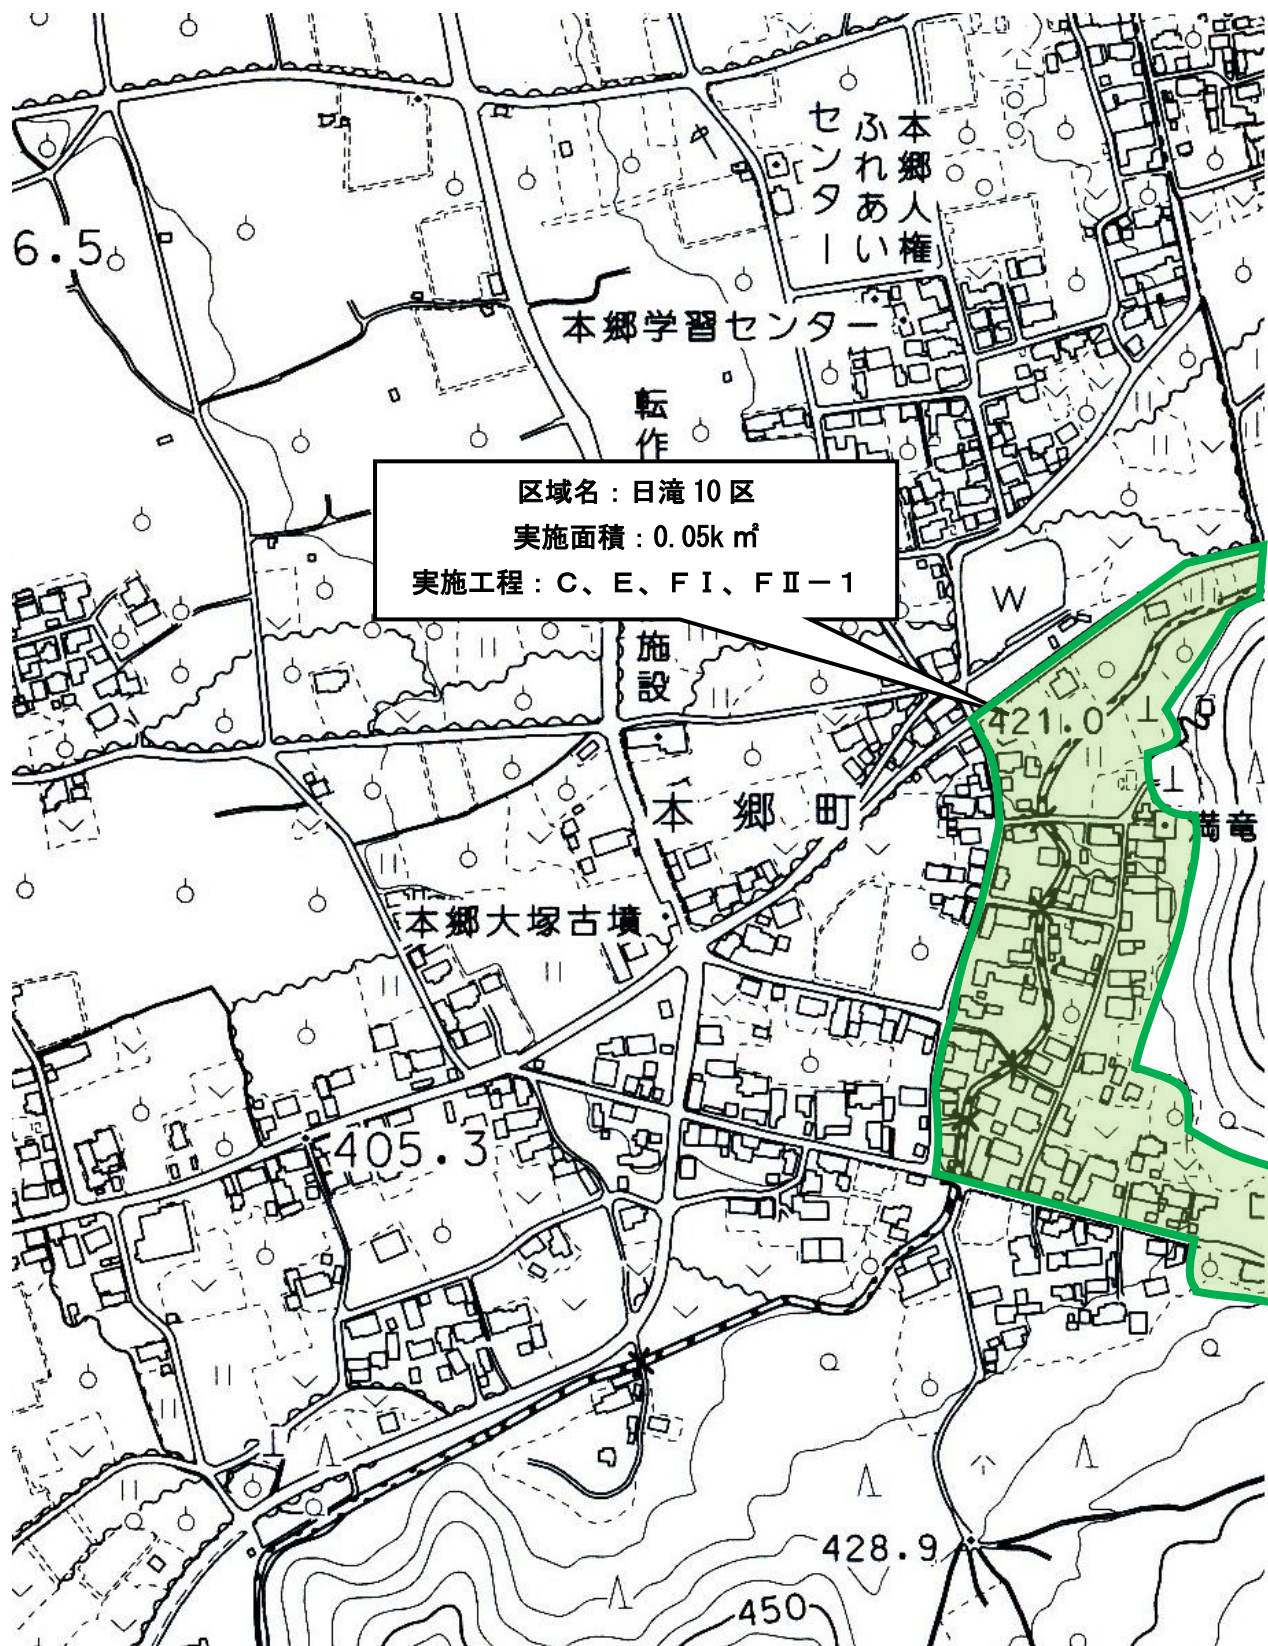 本郷人権
ふれあい
センター
6.5
本郷学習センター
転作
区域名：日滝10区
実施面積：0.05k㎡
実施工程：C、E、FⅠ、FⅡ－1
施設
W
421.0
本郷町
満竜
本郷大塚古墳
405.3
428.9
450